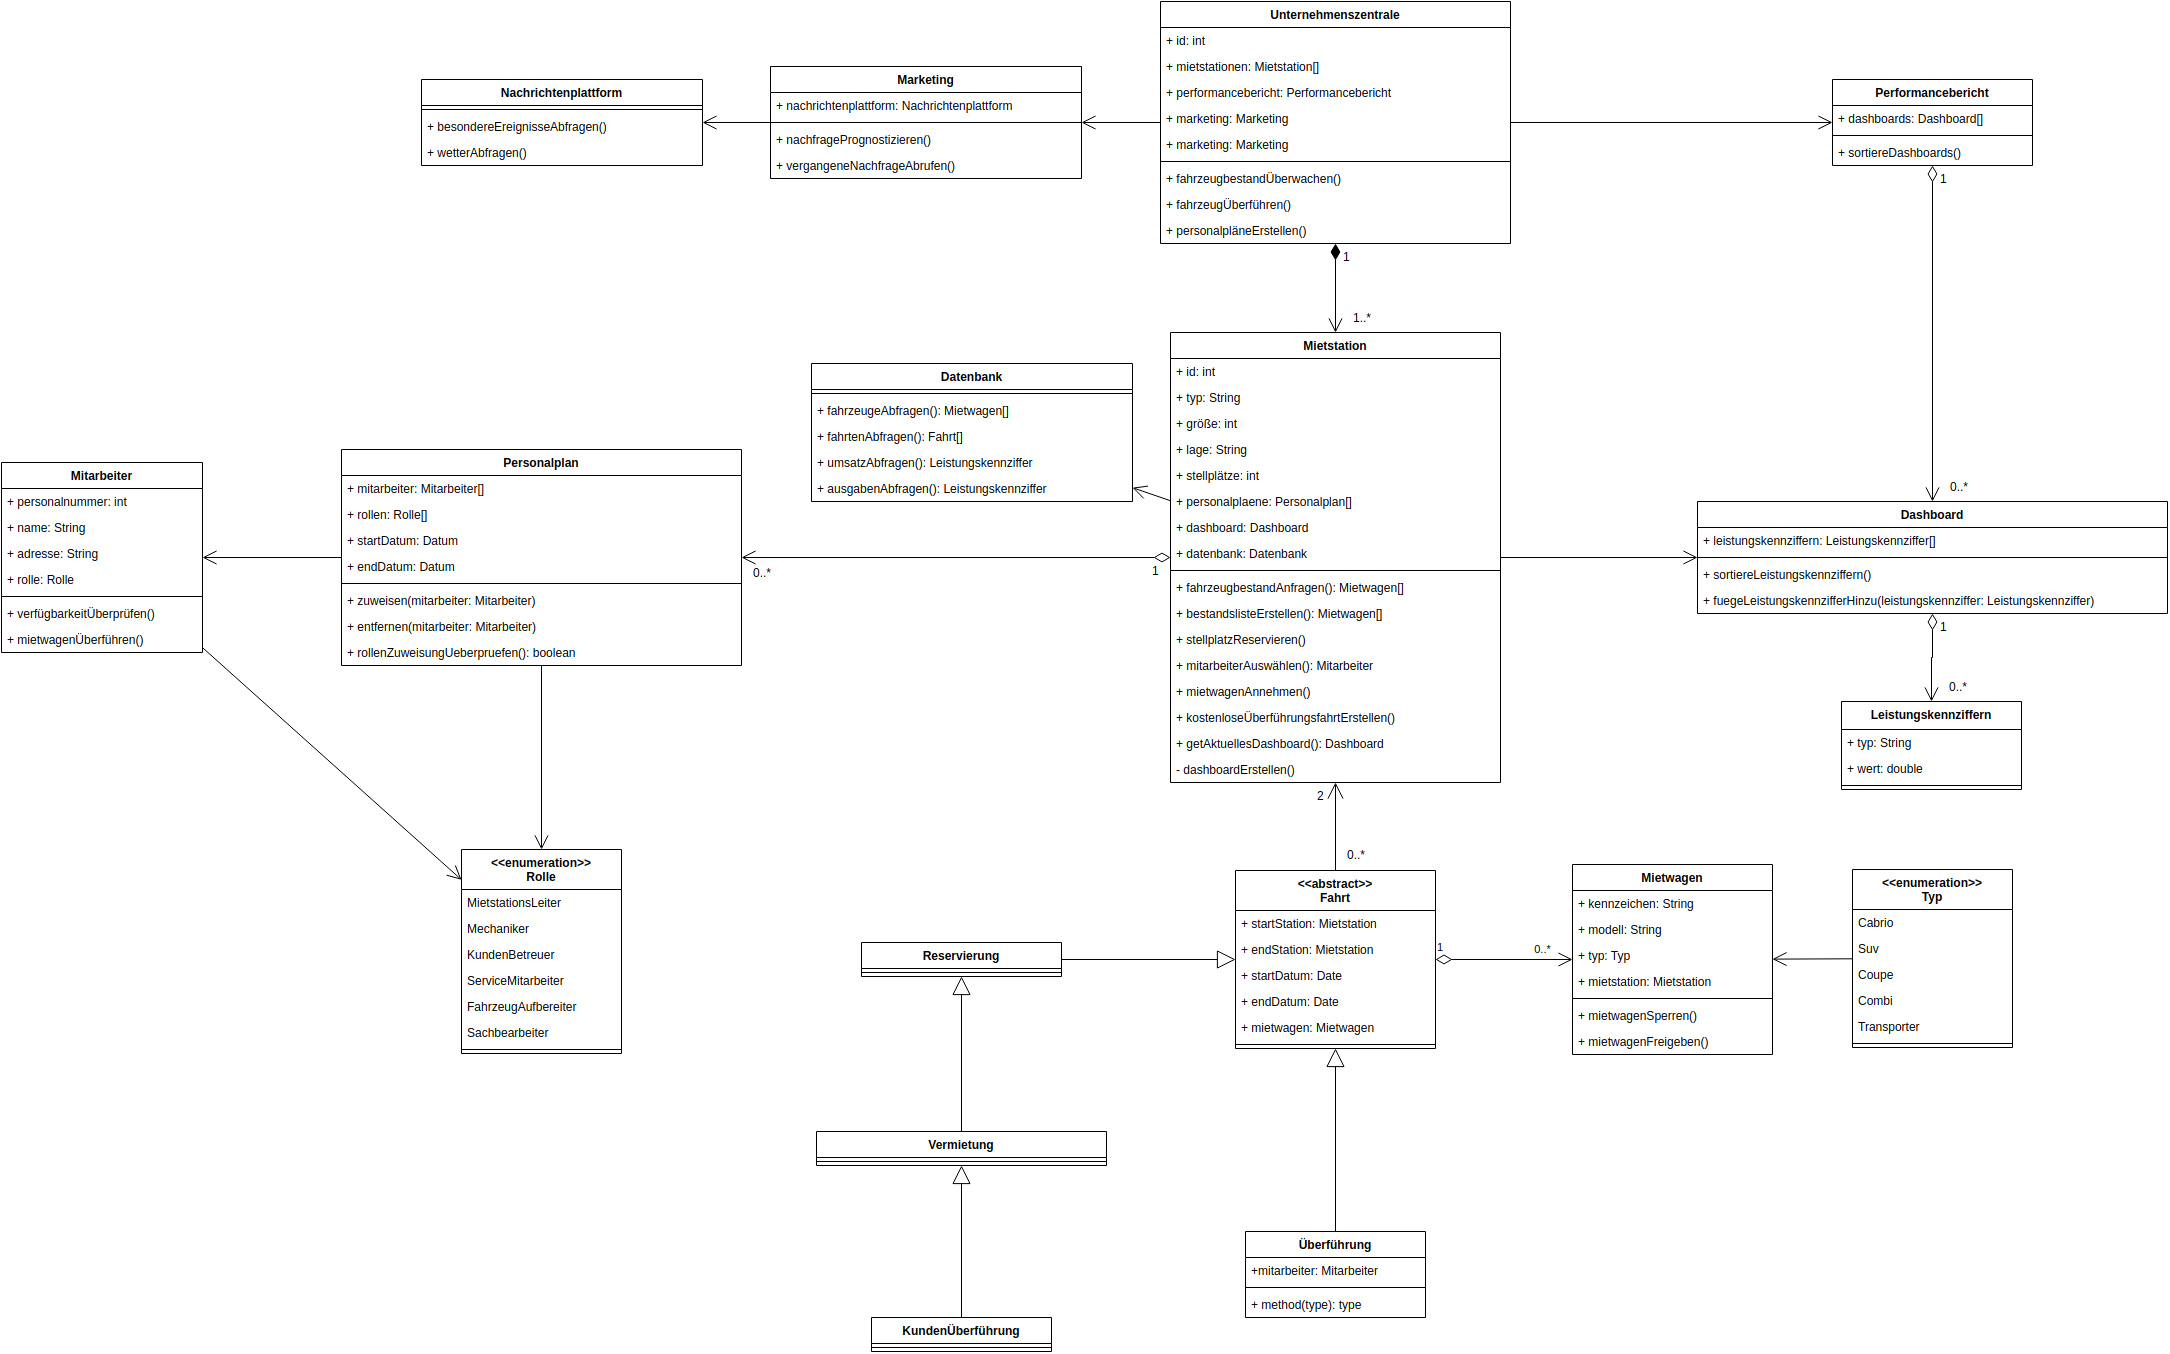 Unternehmenszentrale
+ id: int
+ mietstationen: Mietstation[]
+ performancebericht: Performancebericht
+ marketing: Marketing
+ marketing: Marketing
+ fahrzeugbestandÜberwachen()
+ fahrzeugÜberführen()
+ personalpläneErstellen()
1
1..*
Marketing
+ nachrichtenplattform: Nachrichtenplattform
+ nachfragePrognostizieren()
+ vergangeneNachfrageAbrufen()
Nachrichtenplattform
+ besondereEreignisseAbfragen()
+ wetterAbfragen()
Performancebericht
+ dashboards: Dashboard[]
+ sortiereDashboards()
1
0..*
Mietstation
+ id: int
+ typ: String
+ größe: int
+ lage: String
+ stellplätze: int
+ personalplaene: Personalplan[]
+ dashboard: Dashboard
+ datenbank: Datenbank
+ fahrzeugbestandAnfragen(): Mietwagen[]
+ bestandslisteErstellen(): Mietwagen[]
+ stellplatzReservieren()
+ mitarbeiterAuswählen(): Mitarbeiter
+ mietwagenAnnehmen()
+ kostenloseÜberführungsfahrtErstellen()
+ getAktuellesDashboard(): Dashboard
- dashboardErstellen()
Datenbank
+ fahrzeugeAbfragen(): Mietwagen[]
+ fahrtenAbfragen(): Fahrt[]
+ umsatzAbfragen(): Leistungskennziffer
+ ausgabenAbfragen(): Leistungskennziffer
1
0..*
Personalplan
+ mitarbeiter: Mitarbeiter[]
+ rollen: Rolle[]
+ startDatum: Datum
+ endDatum: Datum
+ zuweisen(mitarbeiter: Mitarbeiter)
+ entfernen(mitarbeiter: Mitarbeiter)
+ rollenZuweisungUeberpruefen(): boolean
Mitarbeiter
+ personalnummer: int
+ name: String
+ adresse: String
+ rolle: Rolle
+ verfügbarkeitÜberprüfen()
+ mietwagenÜberführen()
Dashboard
+ leistungskennziffern: Leistungskennziffer[]
+ sortiereLeistungskennziffern()
+ fuegeLeistungskennzifferHinzu(leistungskennziffer: Leistungskennziffer)
1
0..*
Leistungskennziffern
+ typ: String
+ wert: double
<<enumeration>>
Rolle
MietstationsLeiter
Mechaniker
KundenBetreuer
ServiceMitarbeiter
FahrzeugAufbereiter
Sachbearbeiter
2
0..*
<<abstract>>
Fahrt
+ startStation: Mietstation
+ endStation: Mietstation
+ startDatum: Date
+ endDatum: Date
+ mietwagen: Mietwagen
1
0..*
Mietwagen
+ kennzeichen: String
+ modell: String
+ typ: Typ
+ mietstation: Mietstation
+ mietwagenSperren()
+ mietwagenFreigeben()
<<enumeration>>
Typ
Cabrio
Suv
Coupe
Combi
Transporter
Reservierung
Vermietung
KundenÜberführung
Überführung
+mitarbeiter: Mitarbeiter
+ method(type): type